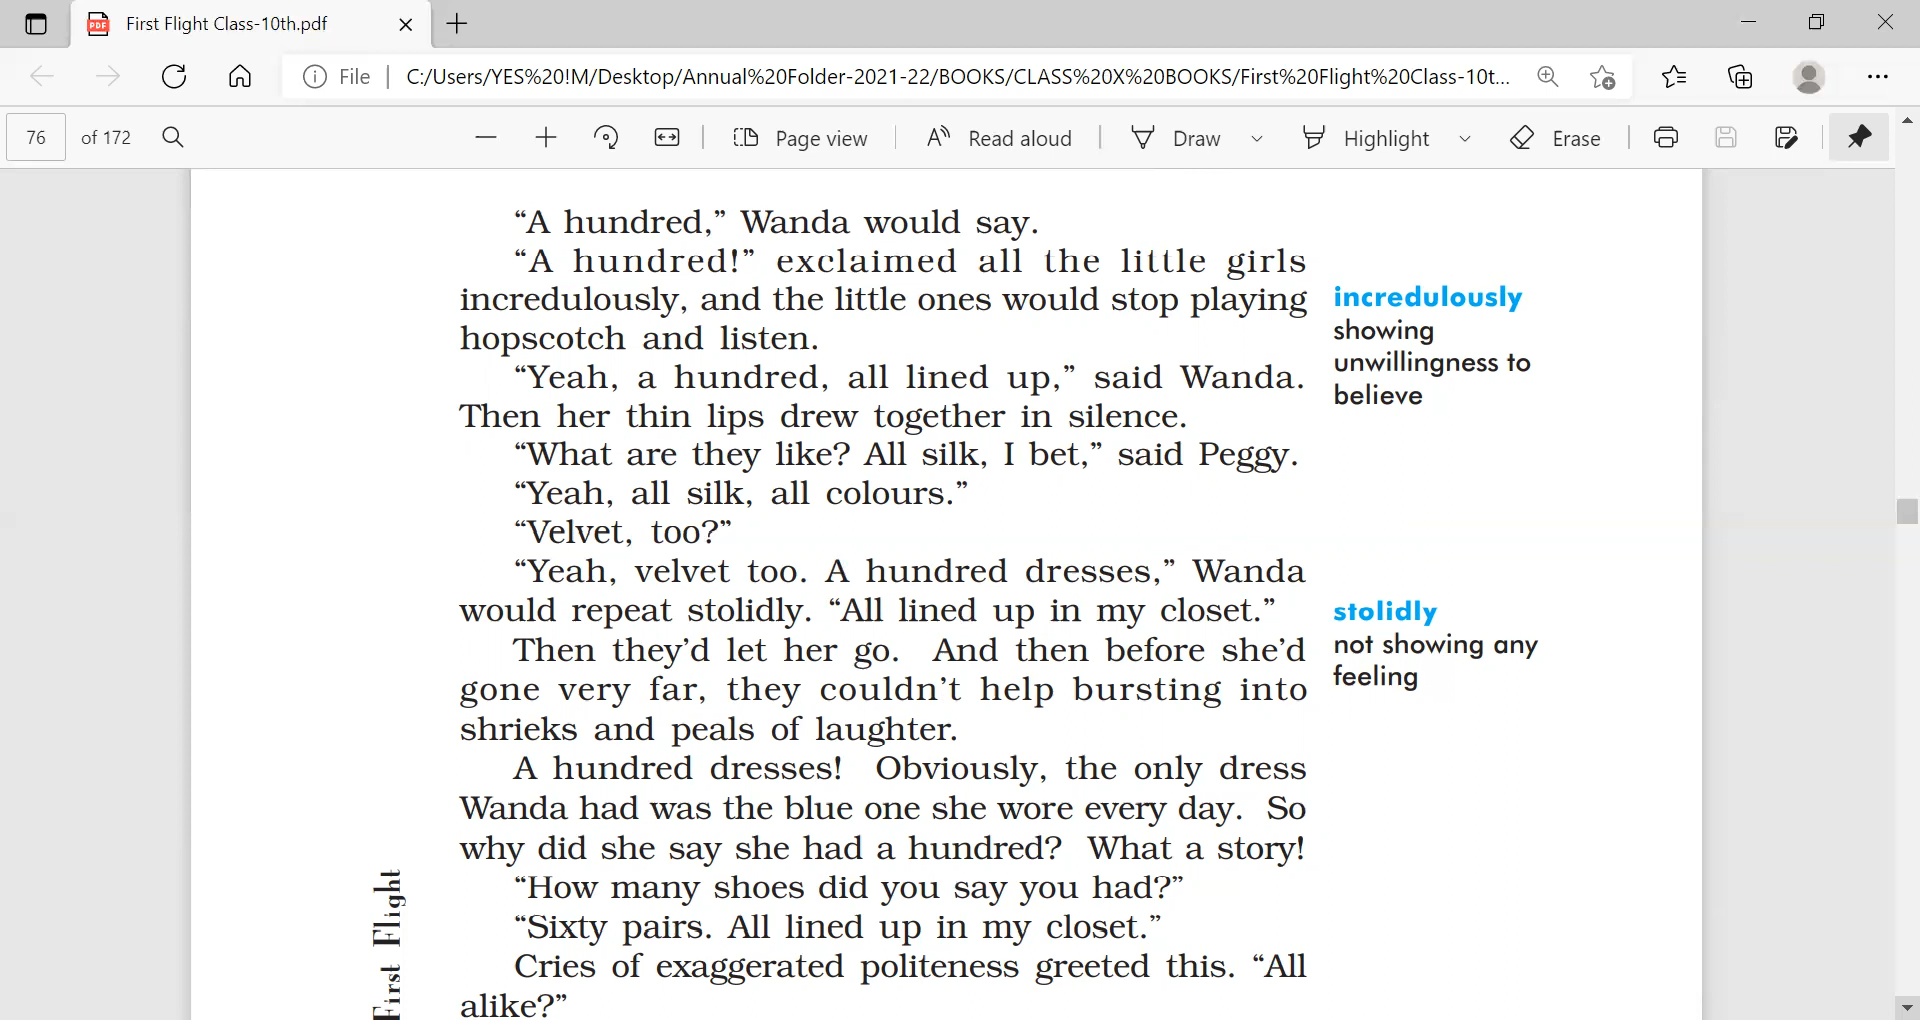 First Flight Class-10th.pdf
File | C:/Users/YES%20!M/Desktop/Annual%20Folder-2021-22/BOOKS/CLASS%20X%20BOOKS/First%20Flight%20Class-10t...
76 of 172
Page view
Read aloud
Draw
Highlight
Erase
“A hundred,” Wanda would say.
“A hundred!” exclaimed all the little girls
incredulously, and the little ones would stop playing
hopscotch and listen.
“Yeah, a hundred, all lined up,” said Wanda.
Then her thin lips drew together in silence.
“What are they like? All silk, I bet,” said Peggy.
“Yeah, all silk, all colours.”
“Velvet, too?”
“Yeah, velvet too. A hundred dresses,” Wanda
would repeat stolidly. “All lined up in my closet.”
Then they’d let her go. And then before she’d
gone very far, they couldn’t help bursting into
shrieks and peals of laughter.
A hundred dresses! Obviously, the only dress
Wanda had was the blue one she wore every day. So
why did she say she had a hundred? What a story!
“How many shoes did you say you had?”
“Sixty pairs. All lined up in my closet.”
Cries of exaggerated politeness greeted this. “All
alike?”
incredulously
showing
unwillingness to
believe
stolidly
not showing any
feeling
First Flight